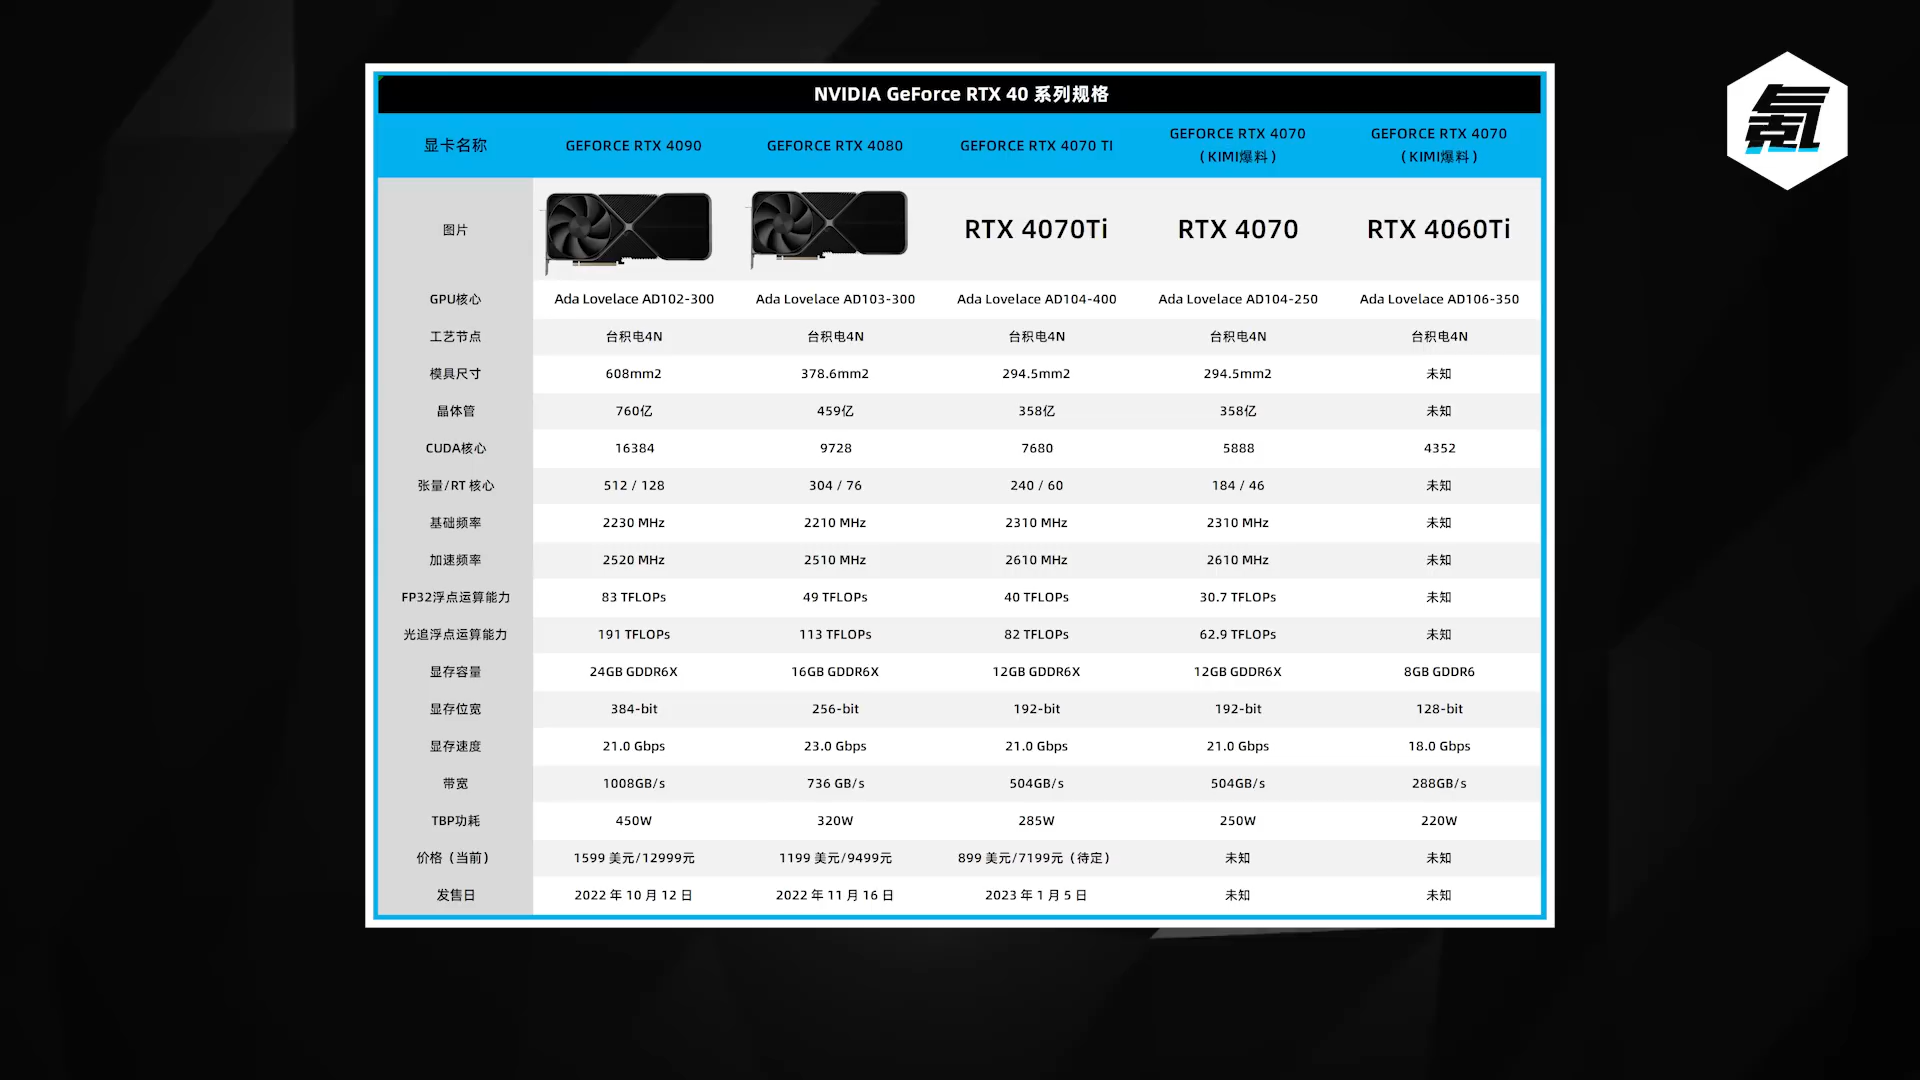 NVIDIA GeForce RTX 40 系列规格
氪
显卡名称 GEFORCE RTX 4090 GEFORCE RTX 4080 GEFORCE RTX 4070 TI GEFORCE RTX 4070 (KIMI爆料) GEFORCE RTX 4070 (KIMI爆料)
图片 RTX 4070Ti RTX 4070 RTX 4060Ti
GPU核心 Ada Lovelace AD102-300 Ada Lovelace AD103-300 Ada Lovelace AD104-400 Ada Lovelace AD104-250 Ada Lovelace AD106-350
工艺节点 台积电4N 台积电4N 台积电4N 台积电4N 台积电4N
模具尺寸 608mm2 378.6mm2 294.5mm2 294.5mm2 未知
晶体管 760亿 459亿 358亿 358亿 未知
CUDA核心 16384 9728 7680 5888 4352
张量/RT 核心 512 / 128 304 / 76 240 / 60 184 / 46 未知
基础频率 2230 MHz 2210 MHz 2310 MHz 2310 MHz 未知
加速频率 2520 MHz 2510 MHz 2610 MHz 2610 MHz 未知
FP32浮点运算能力 83 TFLOPs 49 TFLOPs 40 TFLOPs 30.7 TFLOPs 未知
光追浮点运算能力 191 TFLOPs 113 TFLOPs 82 TFLOPs 62.9 TFLOPs 未知
显存容量 24GB GDDR6X 16GB GDDR6X 12GB GDDR6X 12GB GDDR6X 8GB GDDR6
显存位宽 384-bit 256-bit 192-bit 192-bit 128-bit
显存速度 21.0 Gbps 23.0 Gbps 21.0 Gbps 21.0 Gbps 18.0 Gbps
带宽 1008GB/s 736 GB/s 504GB/s 504GB/s 288GB/s
TBP功耗 450W 320W 285W 250W 220W
价格（当前） 1599 美元/12999元 1199 美元/9499元 899 美元/7199元（待定） 未知 未知
发售日 2022 年 10 月 12 日 2022 年 11 月 16 日 2023 年 1 月 5 日 未知 未知